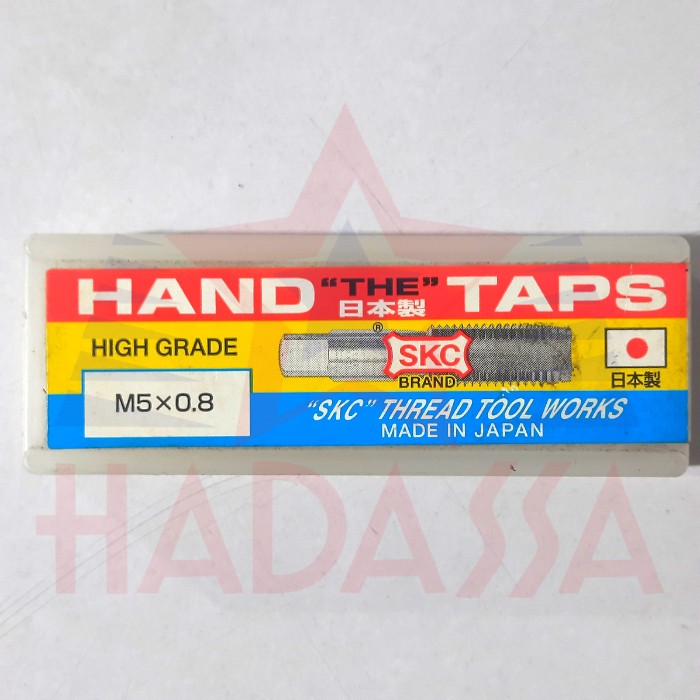 HAND "THE" TAPS
日本製
HIGH GRADE
®
SKC
BRAND
日本製
M5×0.8
"SKC" THREAD TOOL WORKS
MADE IN JAPAN
HADASSA